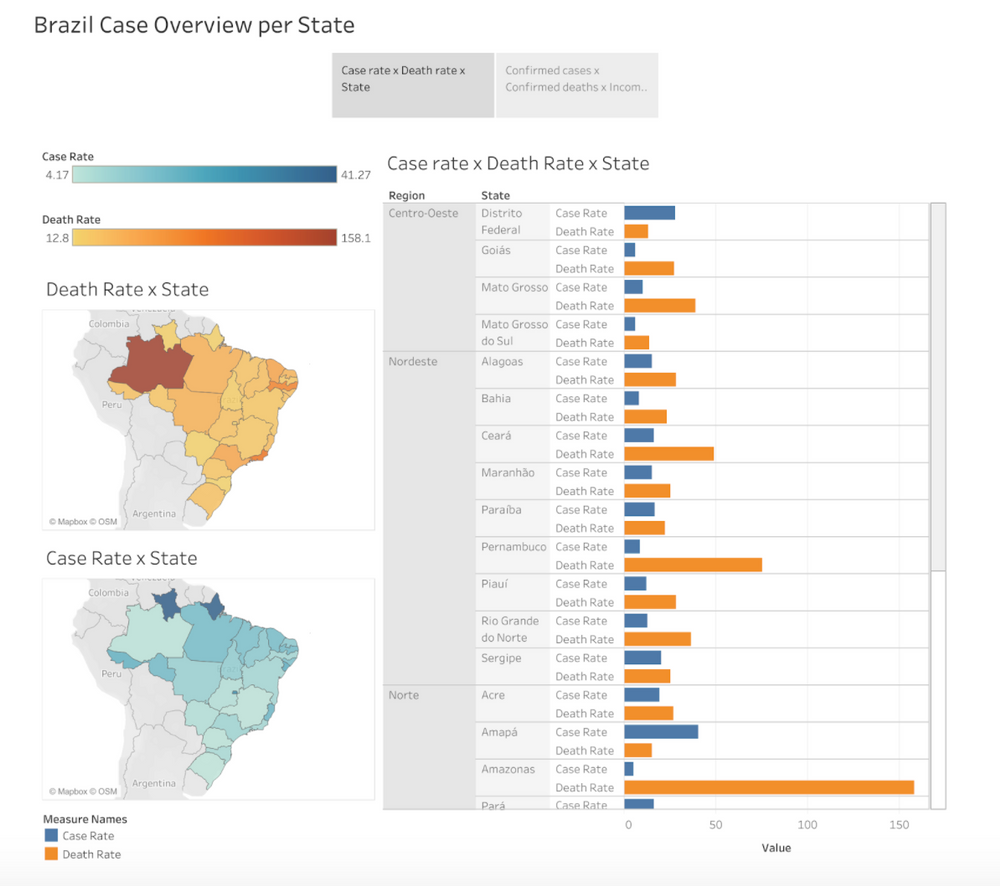 Brazil Case Overview per State
Case rate x Death rate x
State
Confirmed cases x
Confirmed deaths x Incom..
Case Rate
4.17
41.27
Death Rate
12.8
158.1
Death Rate x State
Venezuela
Colombia
Peru
Argentina
© Mapbox © OSM
Case Rate x State
Venezuela
Colombia
Peru
Argentina
© Mapbox © OSM
Measure Names
Case Rate
Death Rate
Case rate x Death Rate x State
Region State
Centro-Oeste Distrito Case Rate
Federal Death Rate
Goiás Case Rate
Death Rate
Mato Grosso Case Rate
Death Rate
Mato Grosso Case Rate
do Sul Death Rate
Nordeste Alagoas Case Rate
Death Rate
Bahia Case Rate
Death Rate
Ceará Case Rate
Death Rate
Maranhão Case Rate
Death Rate
Paraíba Case Rate
Death Rate
Pernambuco Case Rate
Death Rate
Piauí Case Rate
Death Rate
Rio Grande Case Rate
do Norte Death Rate
Sergipe Case Rate
Death Rate
Norte Acre Case Rate
Death Rate
Amapá Case Rate
Death Rate
Amazonas Case Rate
Death Rate
Pará Case Rate
0 50 100 150
Value